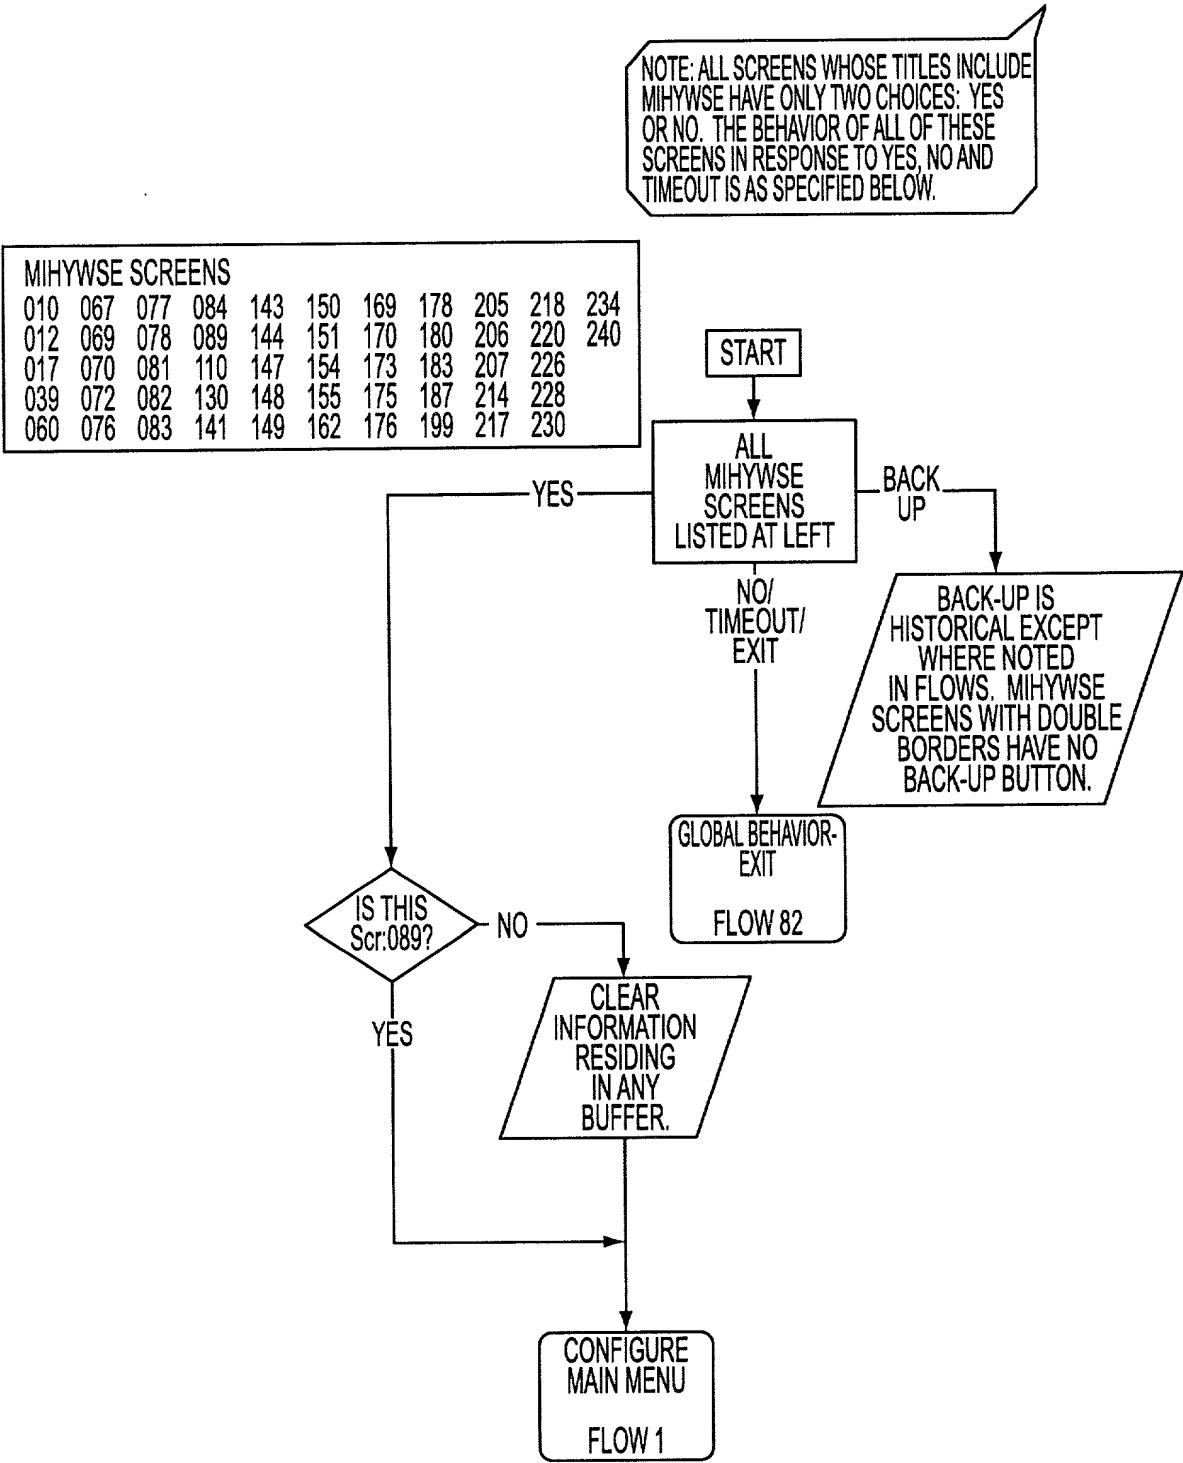 NOTE: ALL SCREENS WHOSE TITLES INCLUDE
MIHYWSE HAVE ONLY TWO CHOICES: YES
OR NO. THE BEHAVIOR OF ALL OF THESE
SCREENS IN RESPONSE TO YES, NO AND
TIMEOUT IS AS SPECIFIED BELOW.
MIHYWSE SCREENS
010 067 077 084 143 150 169 178 205 218 234
012 069 078 089 144 151 170 180 206 220 240
017 070 081 110 147 154 173 183 207 226
039 072 082 130 148 155 175 187 214 228
060 076 083 141 149 162 176 199 217 230
START
ALL
MIHYWSE
SCREENS
LISTED AT LEFT
YES
BACK
UP
NO/
TIMEOUT/
EXIT
BACK-UP IS
HISTORICAL EXCEPT
WHERE NOTED
IN FLOWS. MIHYWSE
SCREENS WITH DOUBLE
BORDERS HAVE NO
BACK-UP BUTTON.
GLOBAL BEHAVIOR-
EXIT
FLOW 82
IS THIS
Scr:089?
NO
YES
CLEAR
INFORMATION
RESIDING
IN ANY
BUFFER.
CONFIGURE
MAIN MENU
FLOW 1